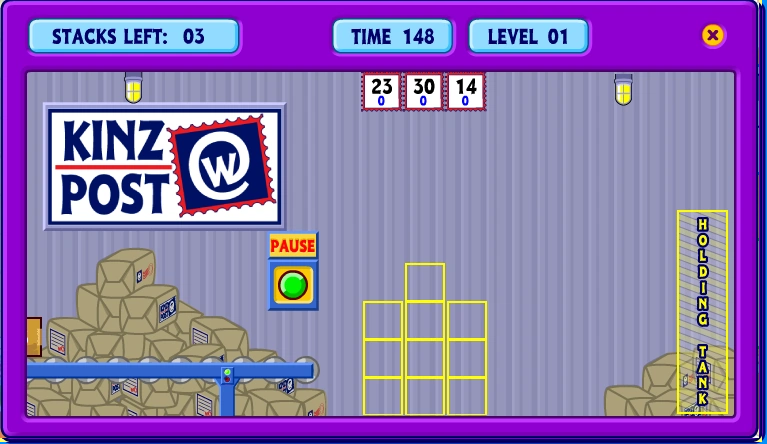 STACKS LEFT: 03
TIME 148
LEVEL 01
23 30 14
0 0 0
KINZ
POST
W
PAUSE
HOLDING TANK